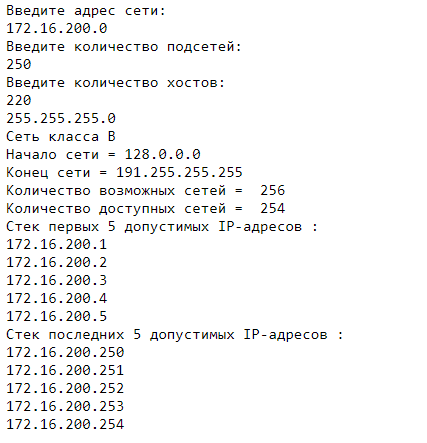 Введите адрес сети:
172.16.200.0
Введите количество подсетей:
250
Введите количество хостов:
220
255.255.255.0
Сеть класса B
Начало сети = 128.0.0.0
Конец сети = 191.255.255.255
Количество возможных сетей =  256
Количество доступных сетей =  254
Стек первых 5 допустимых IP-адресов :
172.16.200.1
172.16.200.2
172.16.200.3
172.16.200.4
172.16.200.5
Стек последних 5 допустимых IP-адресов :
172.16.200.250
172.16.200.251
172.16.200.252
172.16.200.253
172.16.200.254